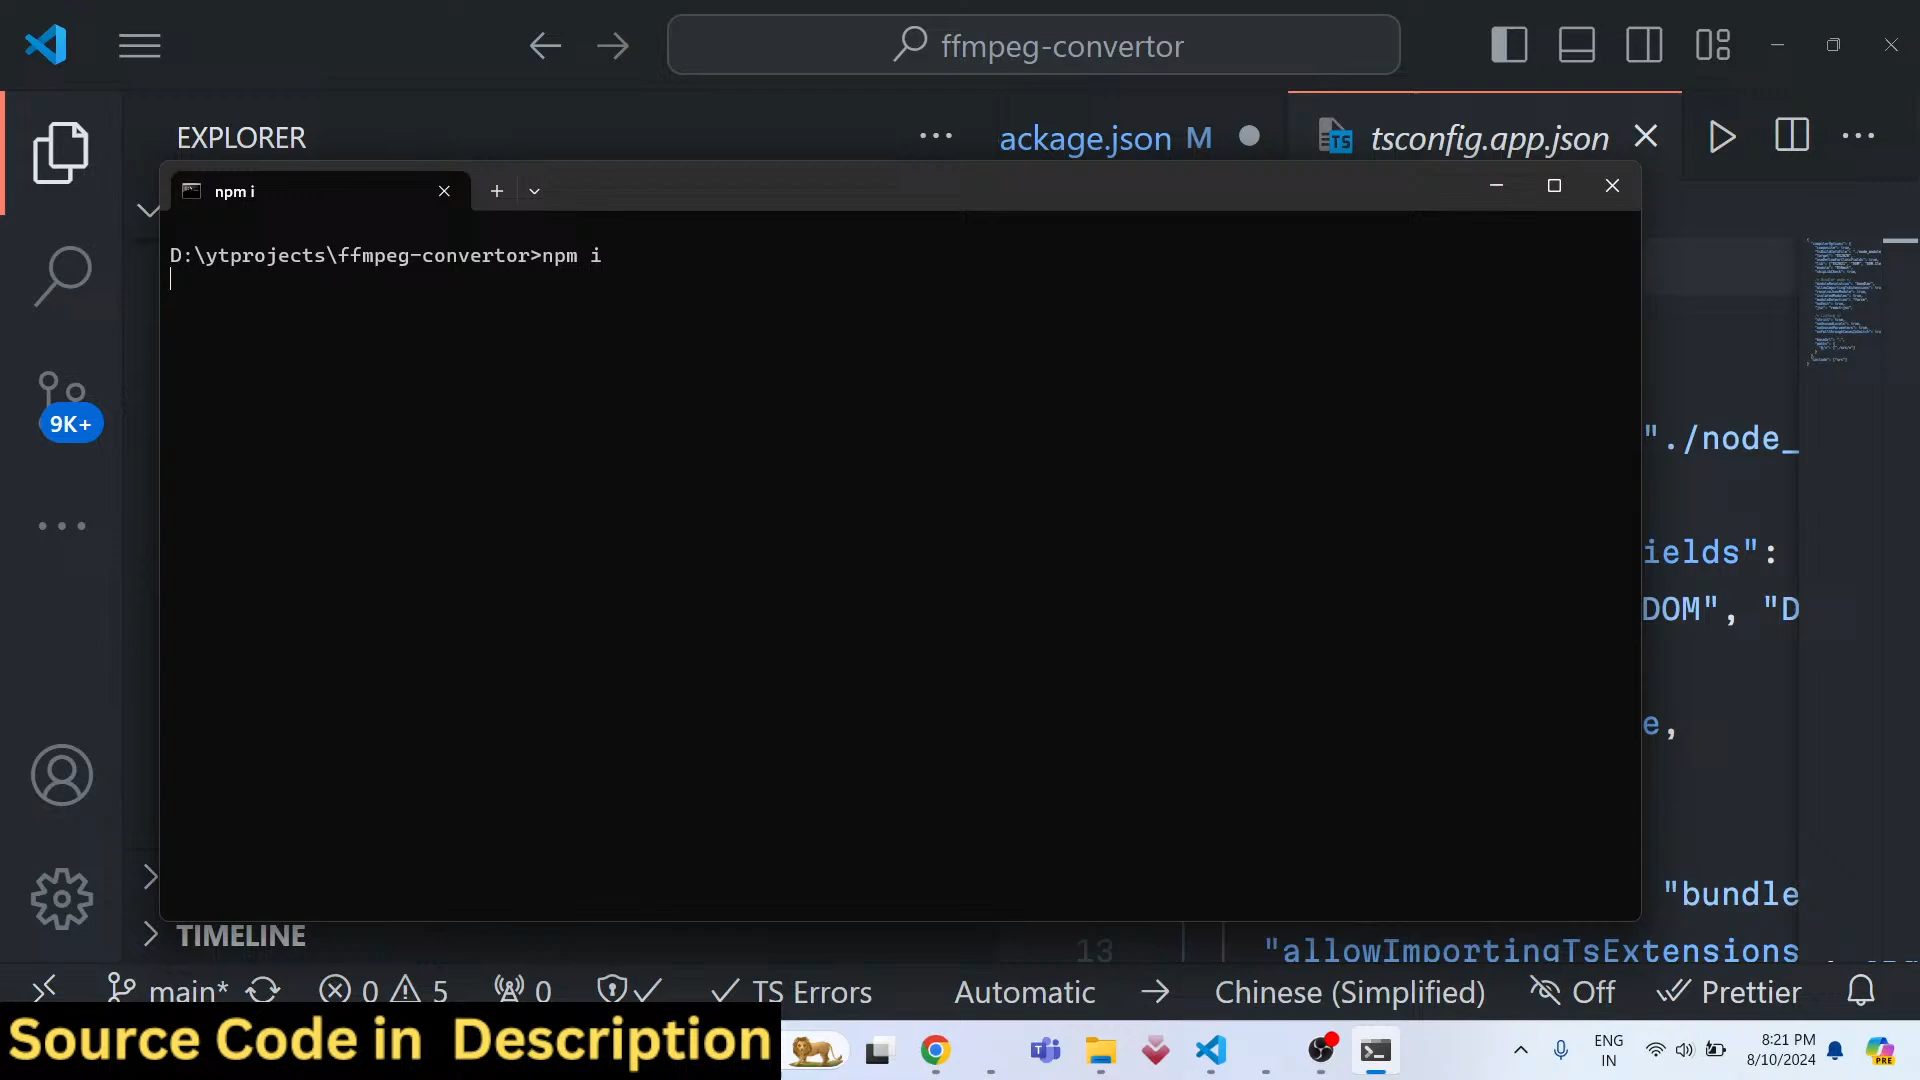 ffmpeg-convertor
EXPLORER
ackage.json M
tsconfig.app.json
npm i
D:\ytprojects\ffmpeg-convertor>npm i
9K+
"./node_
ields":
DOM", "D
e,
"bundle
13
"allowImportingTsExtensions
TIMELINE
main*
0
5
0
TS Errors
Automatic
Chinese (Simplified)
Off
Prettier
Source Code in Description
ENG
IN
8:21 PM
8/10/2024
PRE